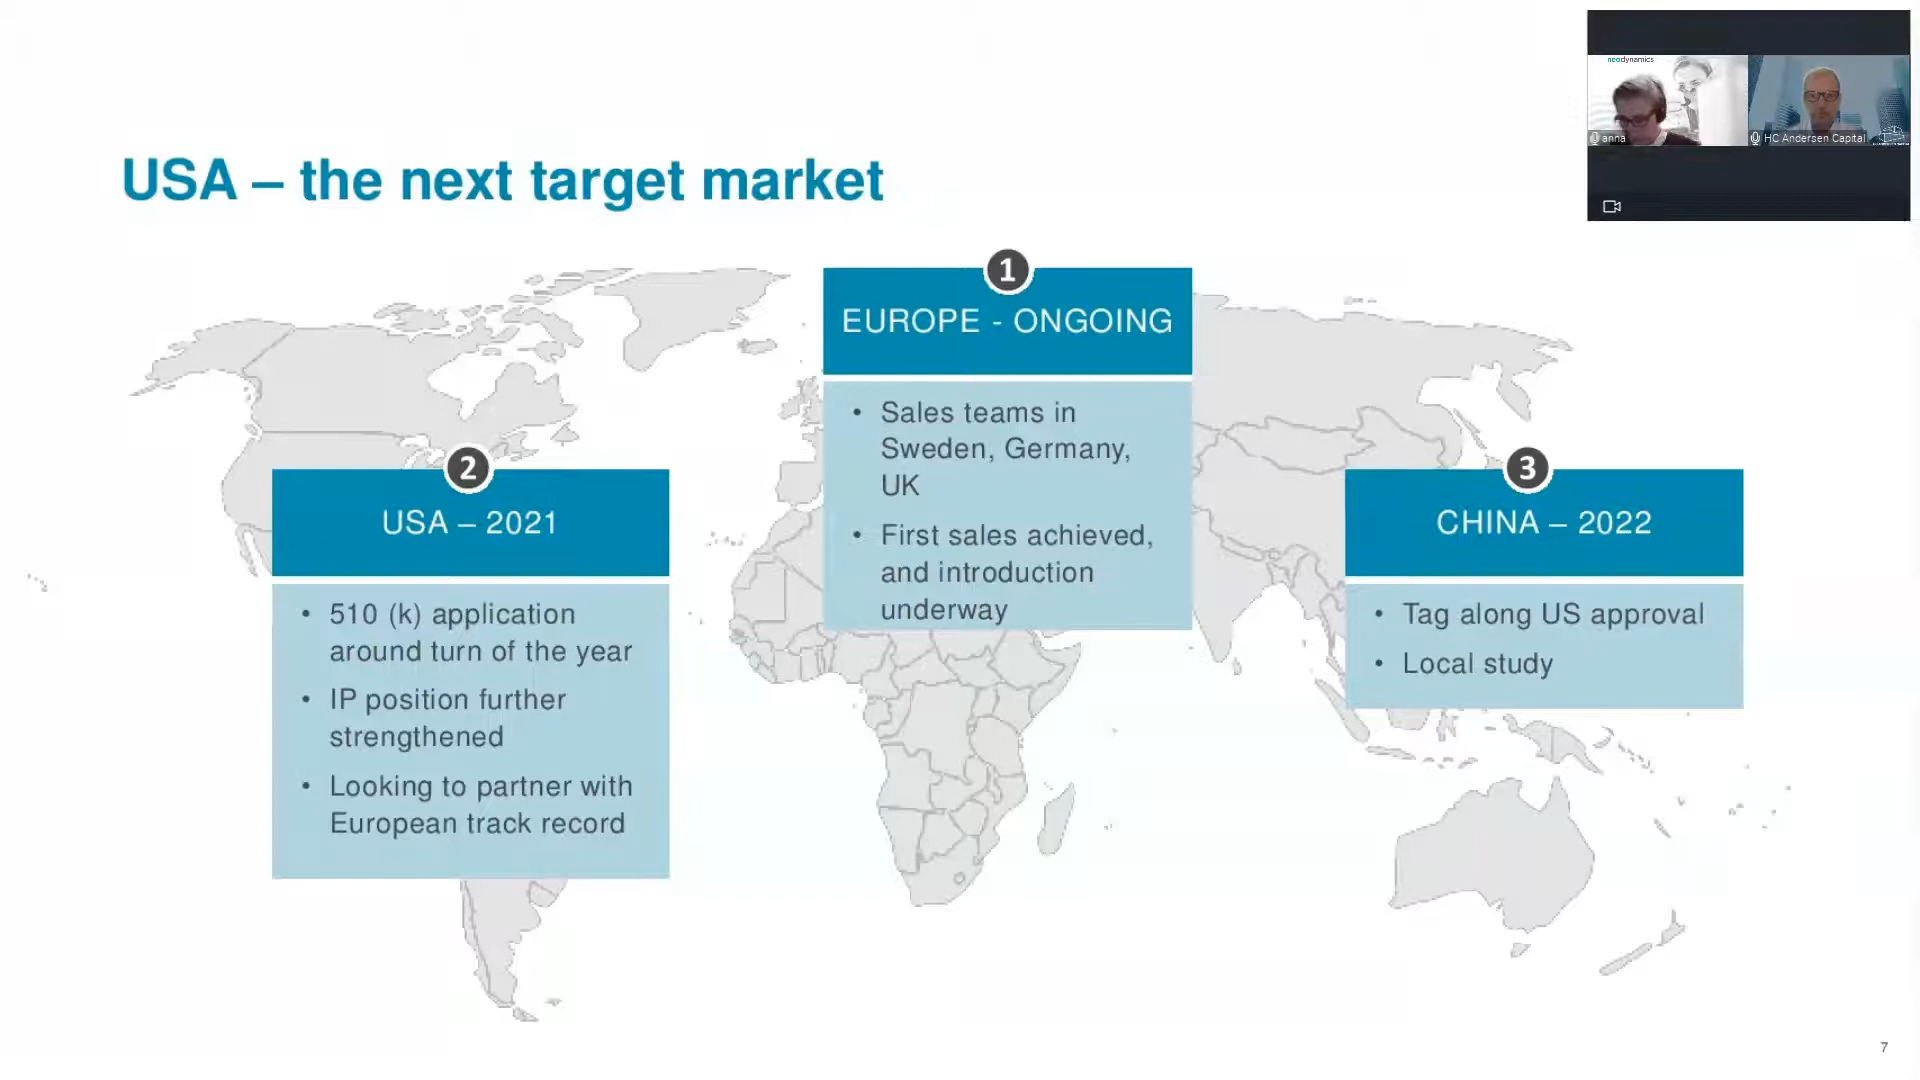 neodynamics
anna
HC Andersen Capital
USA – the next target market
1
EUROPE - ONGOING
• Sales teams in
Sweden, Germany,
UK
• First sales achieved,
and introduction
underway
2
USA – 2021
• 510 (k) application
around turn of the year
• IP position further
strengthened
• Looking to partner with
European track record
3
CHINA – 2022
• Tag along US approval
• Local study
7